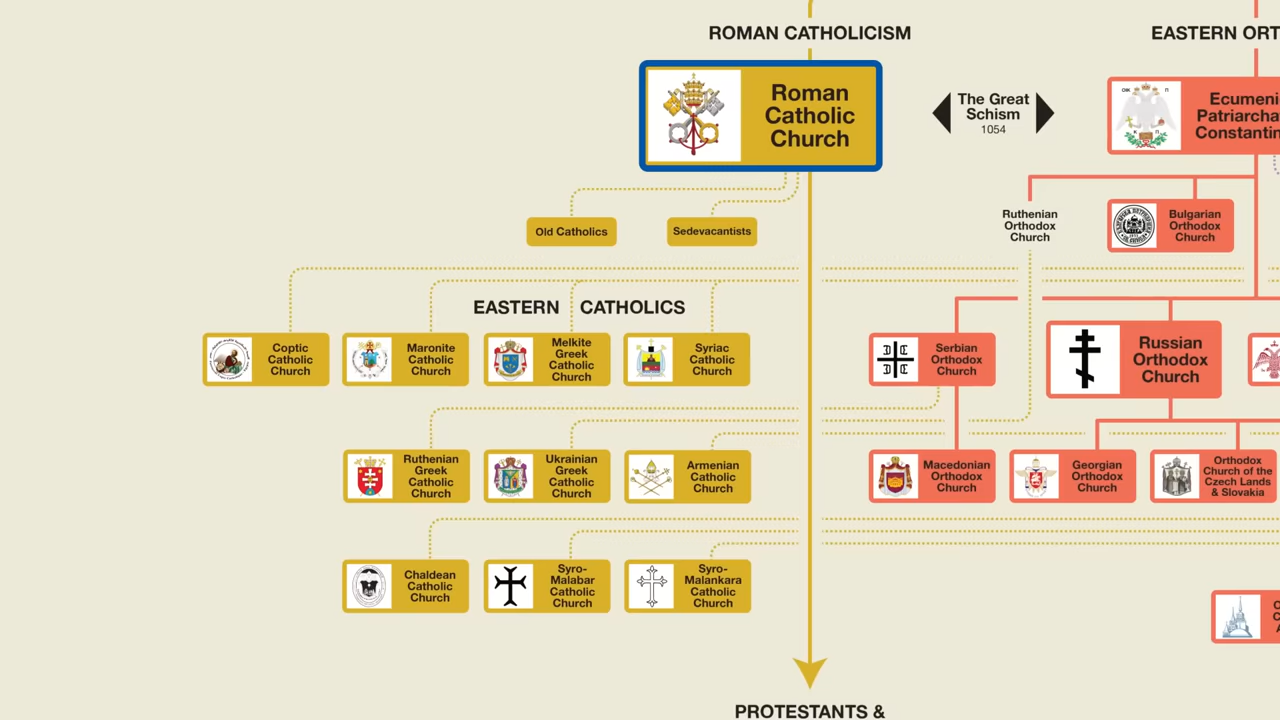 ROMAN CATHOLICISM
EASTERN ORT
Roman
Catholic
Church
The Great
Schism
1054
Ecumeni
Patriarcha
Constantin
Old Catholics
Sedevacantists
Ruthenian
Orthodox
Church
Bulgarian
Orthodox
Church
EASTERN CATHOLICS
Coptic
Catholic
Church
Maronite
Catholic
Church
Melkite
Greek
Catholic
Church
Syriac
Catholic
Church
Serbian
Orthodox
Church
Russian
Orthodox
Church
Ruthenian
Greek
Catholic
Church
Ukrainian
Greek
Catholic
Church
Armenian
Catholic
Church
Macedonian
Orthodox
Church
Georgian
Orthodox
Church
Orthodox
Church of the
Czech Lands
& Slovakia
Chaldean
Catholic
Church
Syro-
Malabar
Catholic
Church
Syro-
Malankara
Catholic
Church
PROTESTANTS &